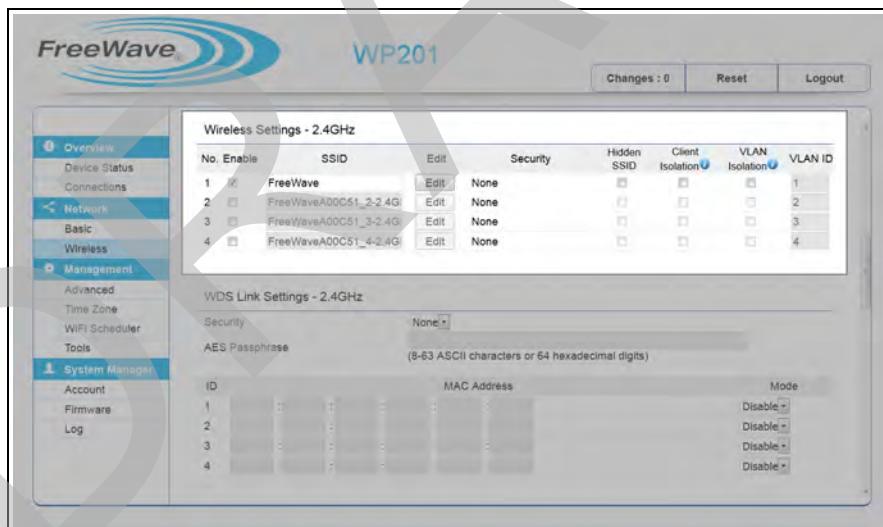 FreeWave
WP201
Changes : 0 Reset Logout
Overview
Device Status
Connections
Network
Basic
Wireless
Management
Advanced
Time Zone
WiFi Scheduler
Tools
System Manager
Account
Firmware
Log
Wireless Settings - 2.4GHz
No. Enable SSID Edit Security Hidden SSID Client Isolation VLAN Isolation VLAN ID
1 FreeWave Edit None 1
2 FreeWaveA00C51_2-2.4G Edit None 2
3 FreeWaveA00C51_3-2.4G Edit None 3
4 FreeWaveA00C51_4-2.4G Edit None 4
WDS Link Settings - 2.4GHz
Security None
AES Passphrase
(8-63 ASCII characters or 64 hexadecimal digits)
ID MAC Address Mode
1 : : : : : Disable
2 : : : : : Disable
3 : : : : : Disable
4 : : : : : Disable